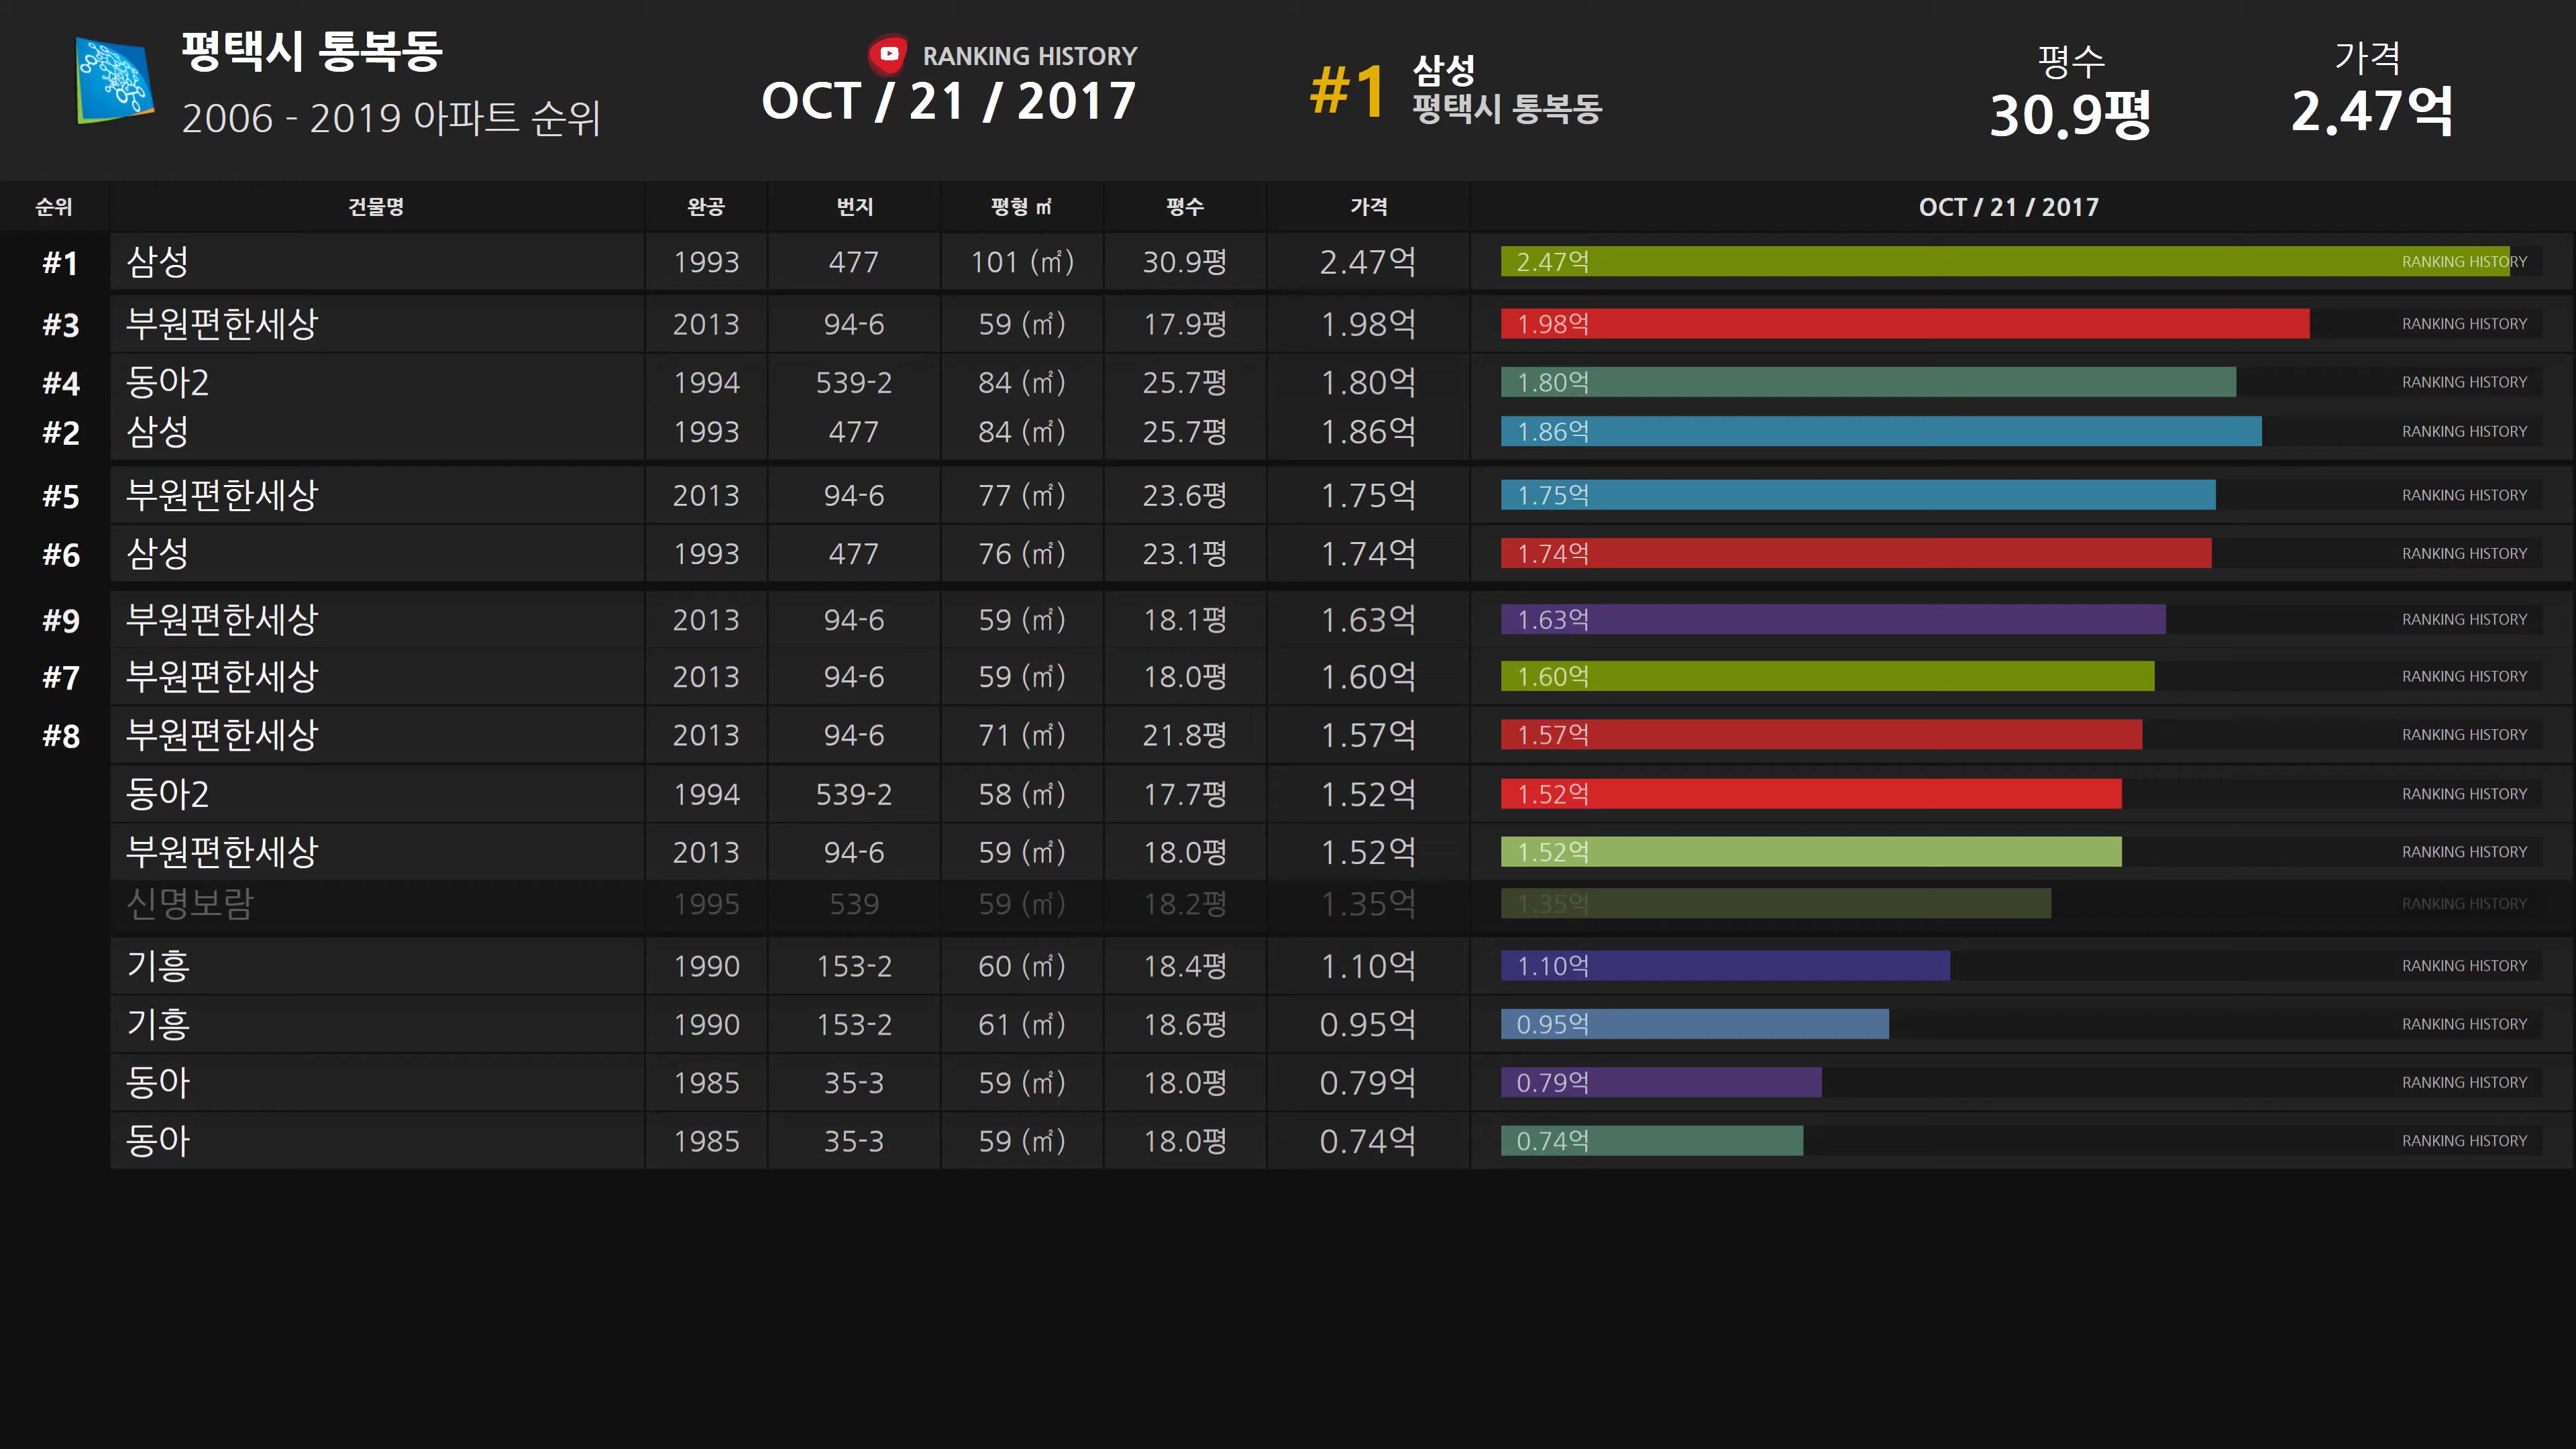 평택시 통복동
2006 - 2019 아파트 순위
RANKING HISTORY
OCT / 21 / 2017
#1 삼성
평택시 통복동
평수
30.9평
가격
2.47억
순위 건물명 완공 번지 평형 ㎡ 평수 가격 OCT / 21 / 2017
#1 삼성 1993 477 101 (㎡) 30.9평 2.47억 2.47억 RANKING HISTORY
#3 부원편한세상 2013 94-6 59 (㎡) 17.9평 1.98억 1.98억 RANKING HISTORY
#4 동아2 1994 539-2 84 (㎡) 25.7평 1.80억 1.80억 RANKING HISTORY
#2 삼성 1993 477 84 (㎡) 25.7평 1.86억 1.86억 RANKING HISTORY
#5 부원편한세상 2013 94-6 77 (㎡) 23.6평 1.75억 1.75억 RANKING HISTORY
#6 삼성 1993 477 76 (㎡) 23.1평 1.74억 1.74억 RANKING HISTORY
#9 부원편한세상 2013 94-6 59 (㎡) 18.1평 1.63억 1.63억 RANKING HISTORY
#7 부원편한세상 2013 94-6 59 (㎡) 18.0평 1.60억 1.60억 RANKING HISTORY
#8 부원편한세상 2013 94-6 71 (㎡) 21.8평 1.57억 1.57억 RANKING HISTORY
동아2 1994 539-2 58 (㎡) 17.7평 1.52억 1.52억 RANKING HISTORY
부원편한세상 2013 94-6 59 (㎡) 18.0평 1.52억 1.52억 RANKING HISTORY
신명보람 1995 539 59 (㎡) 18.2평 1.35억 1.35억 RANKING HISTORY
기흥 1990 153-2 60 (㎡) 18.4평 1.10억 1.10억 RANKING HISTORY
기흥 1990 153-2 61 (㎡) 18.6평 0.95억 0.95억 RANKING HISTORY
동아 1985 35-3 59 (㎡) 18.0평 0.79억 0.79억 RANKING HISTORY
동아 1985 35-3 59 (㎡) 18.0평 0.74억 0.74억 RANKING HISTORY